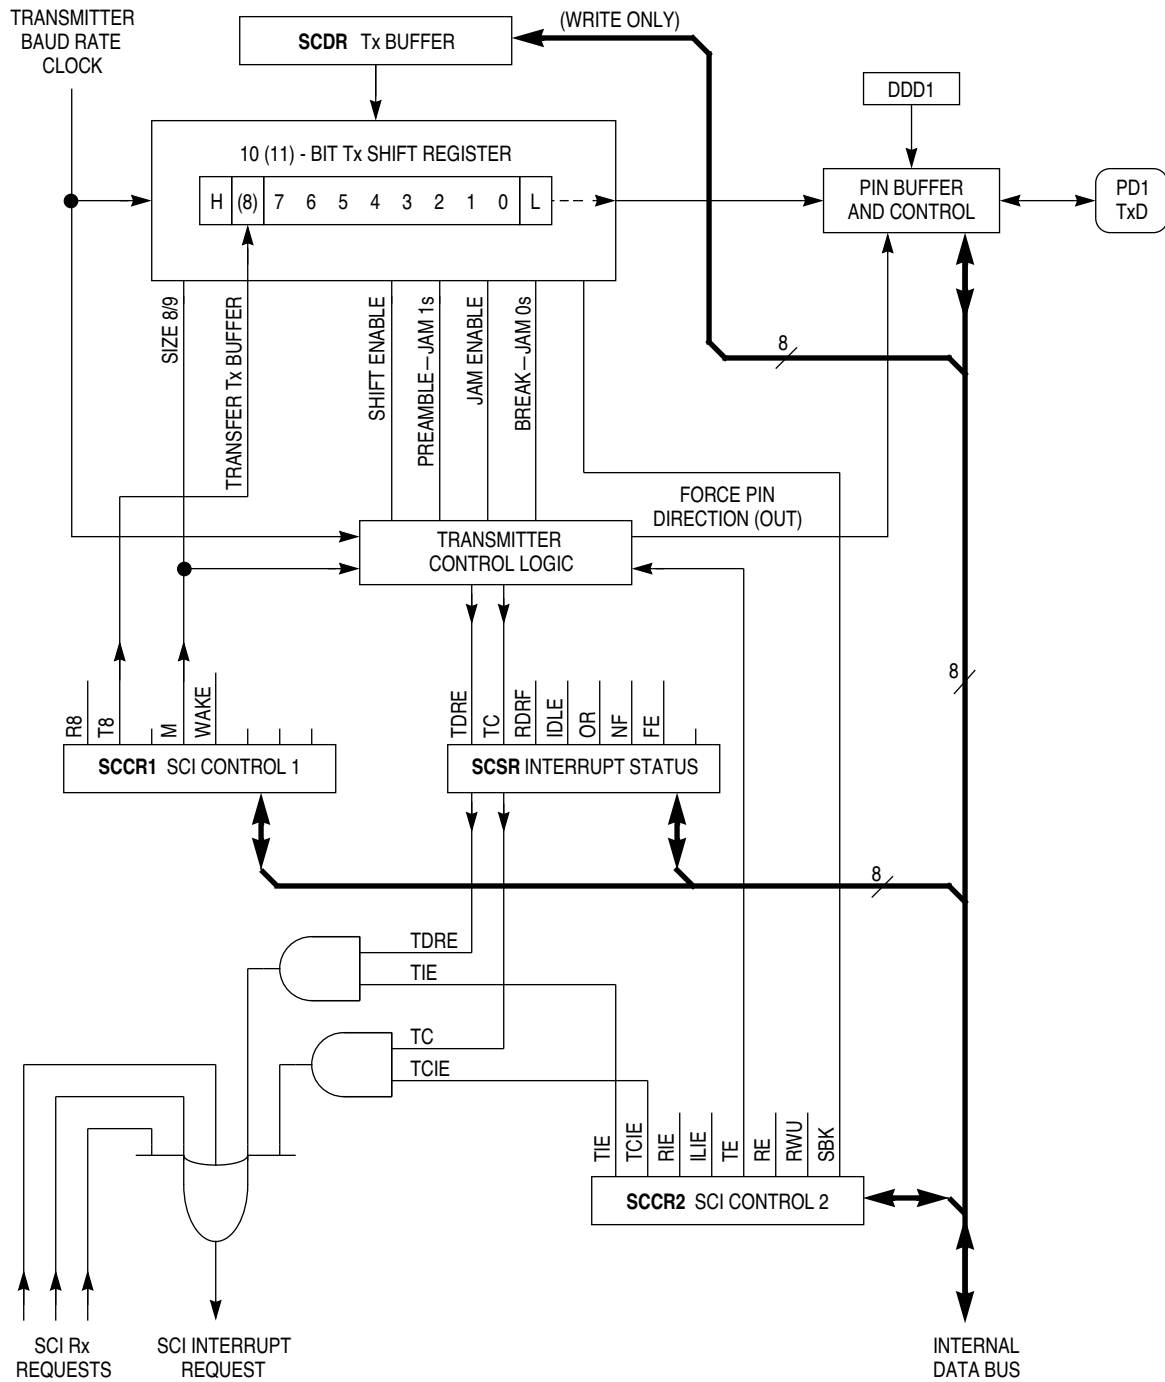 TRANSMITTER
BAUD RATE
CLOCK
SCDR Tx BUFFER
(WRITE ONLY)
DDD1
10 (11) - BIT Tx SHIFT REGISTER
H (8) 7 6 5 4 3 2 1 0 L
PIN BUFFER
AND CONTROL
PD1
TxD
SIZE 8/9
TRANSFER Tx BUFFER
SHIFT ENABLE
PREAMBLE—JAM 1s
JAM ENABLE
BREAK—JAM 0s
8
FORCE PIN
DIRECTION (OUT)
TRANSMITTER
CONTROL LOGIC
8
R8
T8
M
WAKE
TDRE
TC
RDRF
IDLE
OR
NF
FE
SCCR1 SCI CONTROL 1
SCSR INTERRUPT STATUS
8
TDRE
TIE
TC
TCIE
TIE
TCIE
RIE
ILIE
TE
RE
RWU
SBK
SCCR2 SCI CONTROL 2
SCI Rx
REQUESTS
SCI INTERRUPT
REQUEST
INTERNAL
DATA BUS